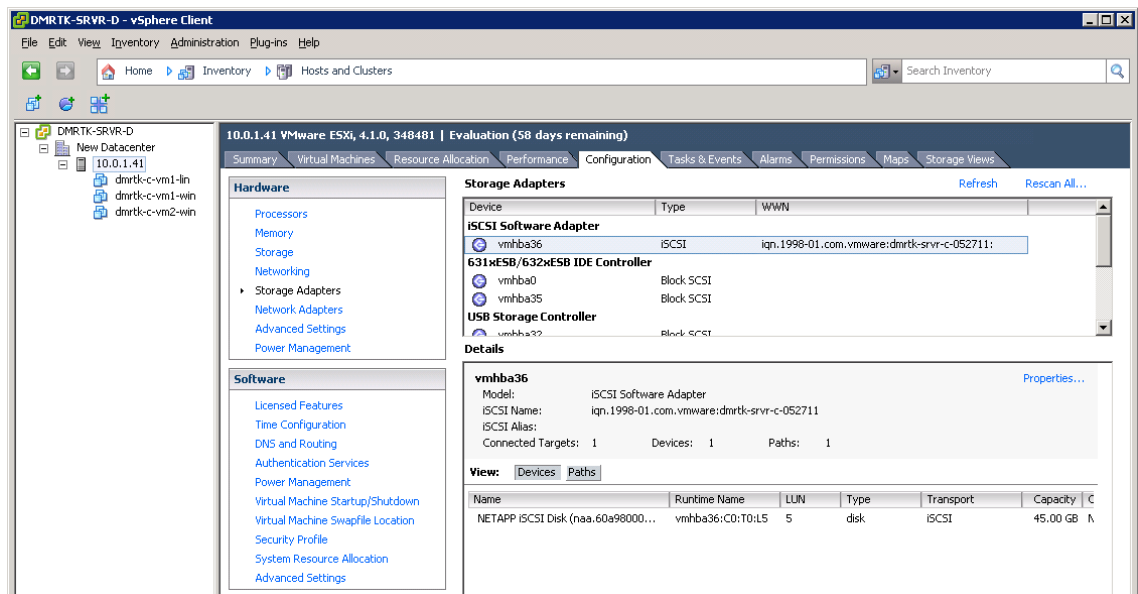 DMRTK-SRVR-D - vSphere Client
File Edit View Inventory Administration Plug-ins Help
Home Inventory Hosts and Clusters Search Inventory
DMRTK-SRVR-D
New Datacenter
10.0.1.41
dmrtk-c-vm1-lin
dmrtk-c-vm1-win
dmrtk-c-vm2-win
10.0.1.41 VMware ESXi, 4.1.0, 348481 | Evaluation (58 days remaining)
Summary Virtual Machines Resource Allocation Performance Configuration Tasks & Events Alarms Permissions Maps Storage Views
Hardware
Processors
Memory
Storage
Networking
Storage Adapters
Network Adapters
Advanced Settings
Power Management
Software
Licensed Features
Time Configuration
DNS and Routing
Authentication Services
Power Management
Virtual Machine Startup/Shutdown
Virtual Machine Swapfile Location
Security Profile
System Resource Allocation
Advanced Settings
Storage Adapters Refresh Rescan All...
Device Type WWN
iSCSI Software Adapter
vmhba36 iSCSI iqn.1998-01.com.vmware:dmrtk-srvr-c-052711:
631xESB/632xESB IDE Controller
vmhba0 Block SCSI
vmhba35 Block SCSI
USB Storage Controller
vmhba32 Block SCSI
Details
vmhba36 Properties...
Model: iSCSI Software Adapter
iSCSI Name: iqn.1998-01.com.vmware:dmrtk-srvr-c-052711
iSCSI Alias:
Connected Targets: 1 Devices: 1 Paths: 1
View: Devices Paths
Name Runtime Name LUN Type Transport Capacity
NETAPP iSCSI Disk (naa.60a98000... vmhba36:C0:T0:L5 5 disk iSCSI 45.00 GB